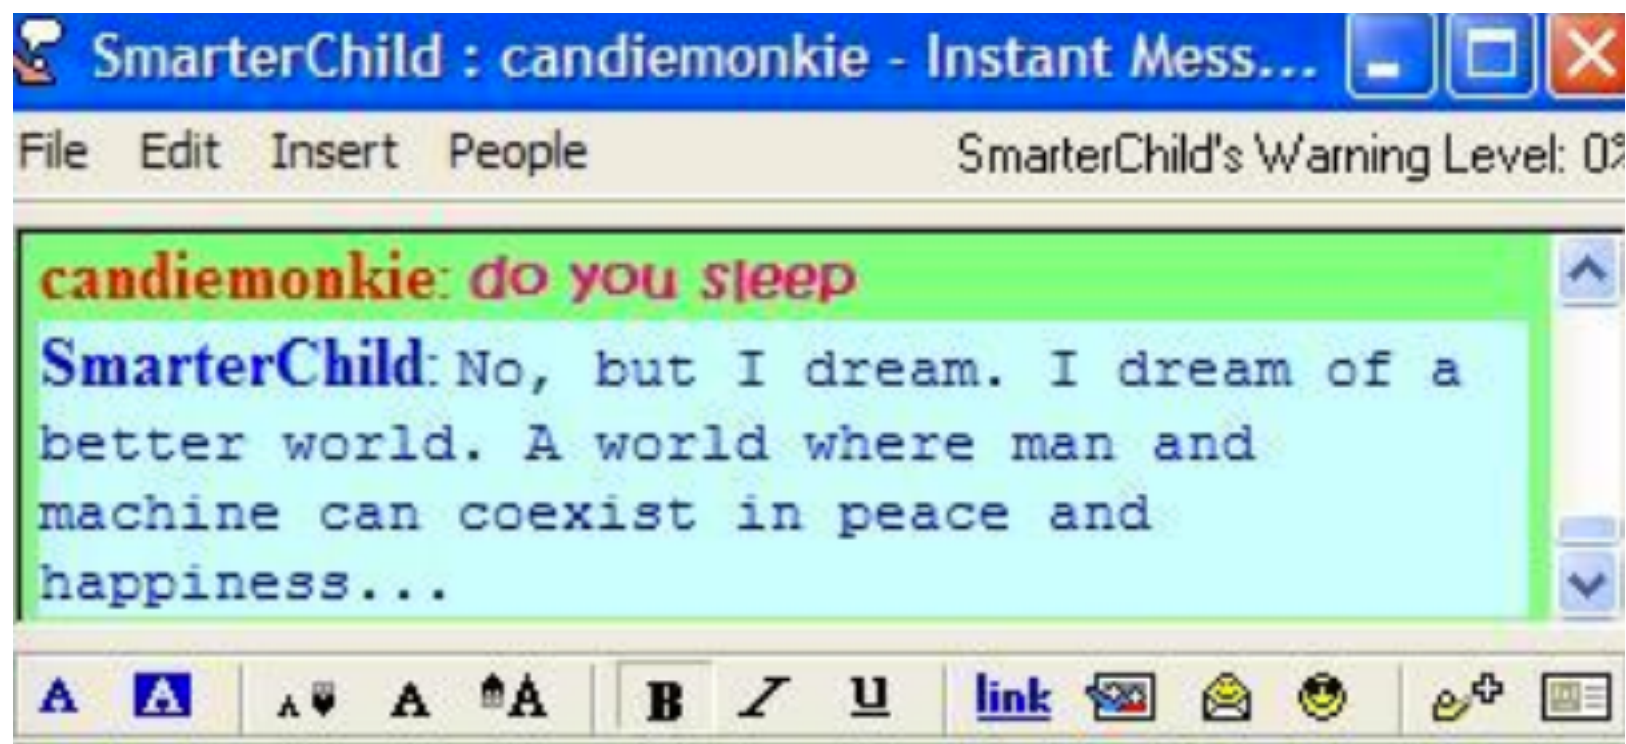 SmarterChild : candiemonkie - Instant Mess...
File Edit Insert People SmarterChild's Warning Level: 0%
candiemonkie: do you sleep
SmarterChild: No, but I dream. I dream of a
better world. A world where man and
machine can coexist in peace and
happiness...
A A A A A B I U link